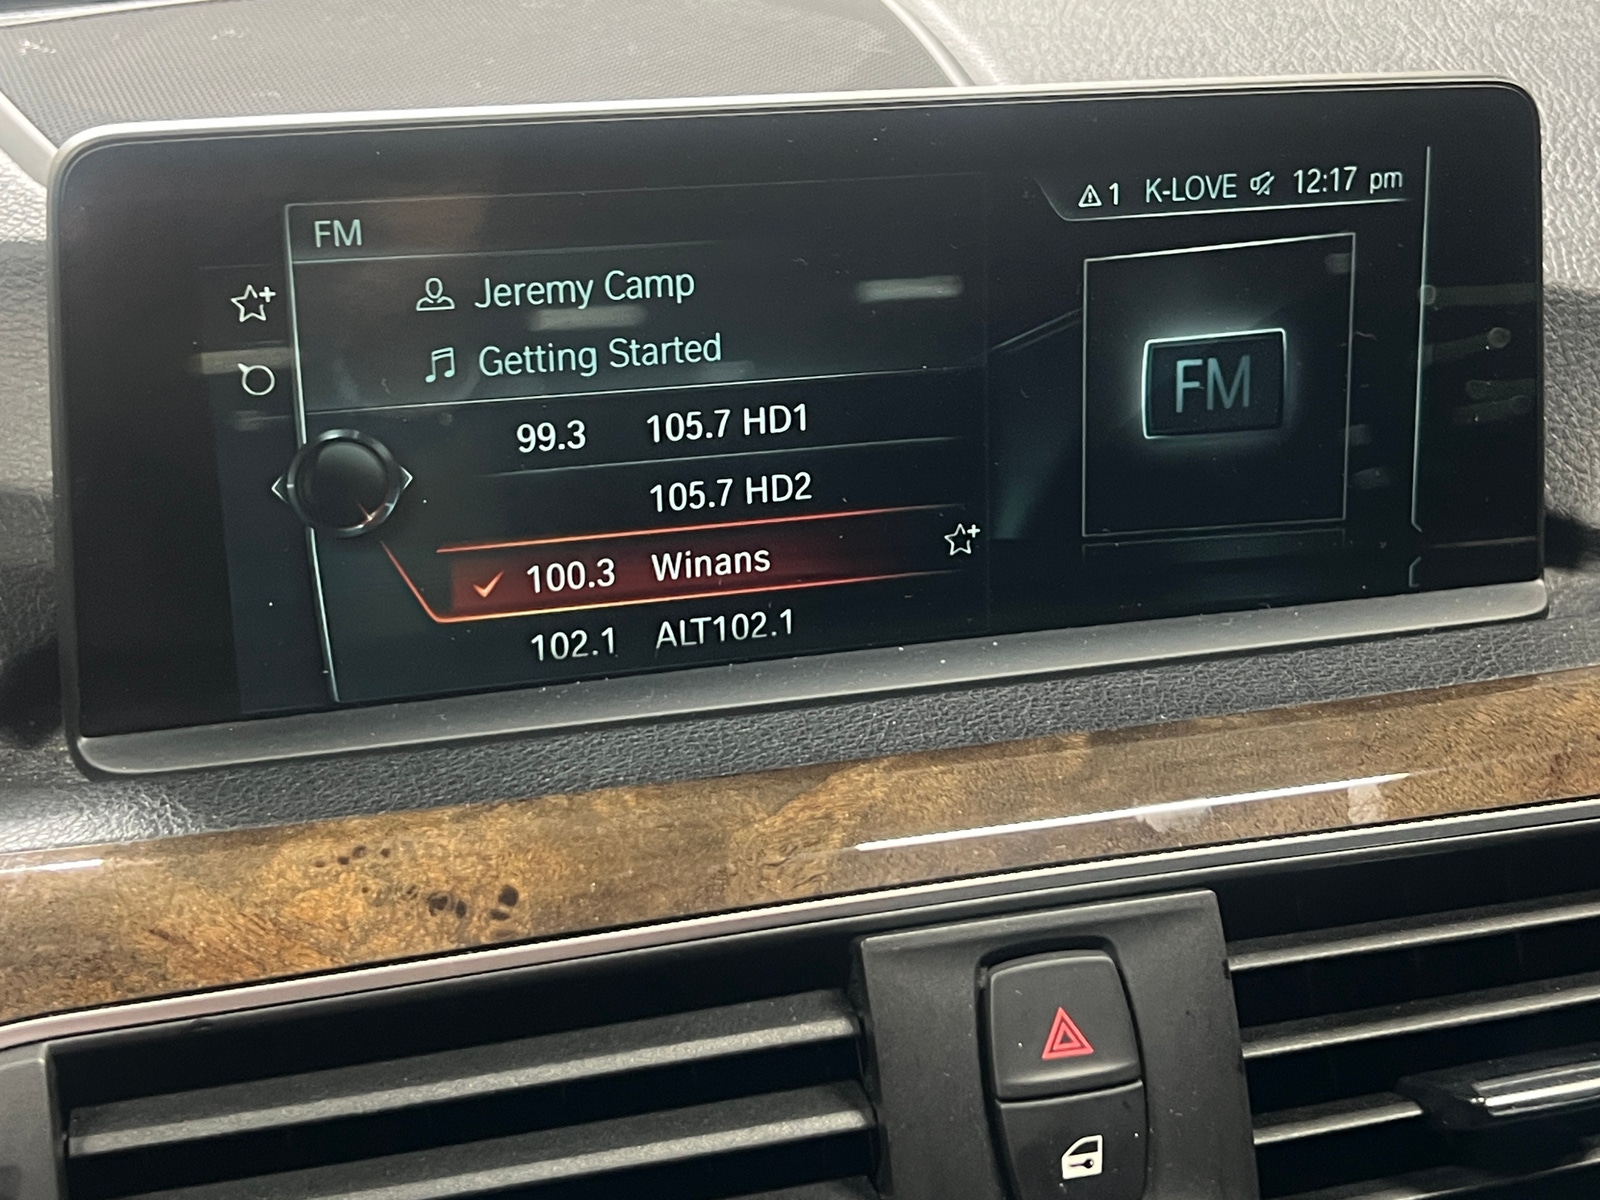 1 K-LOVE 12:17 pm
FM
Jeremy Camp
Getting Started
99.3 105.7 HD1
105.7 HD2
100.3 Winans
102.1 ALT102.1
FM